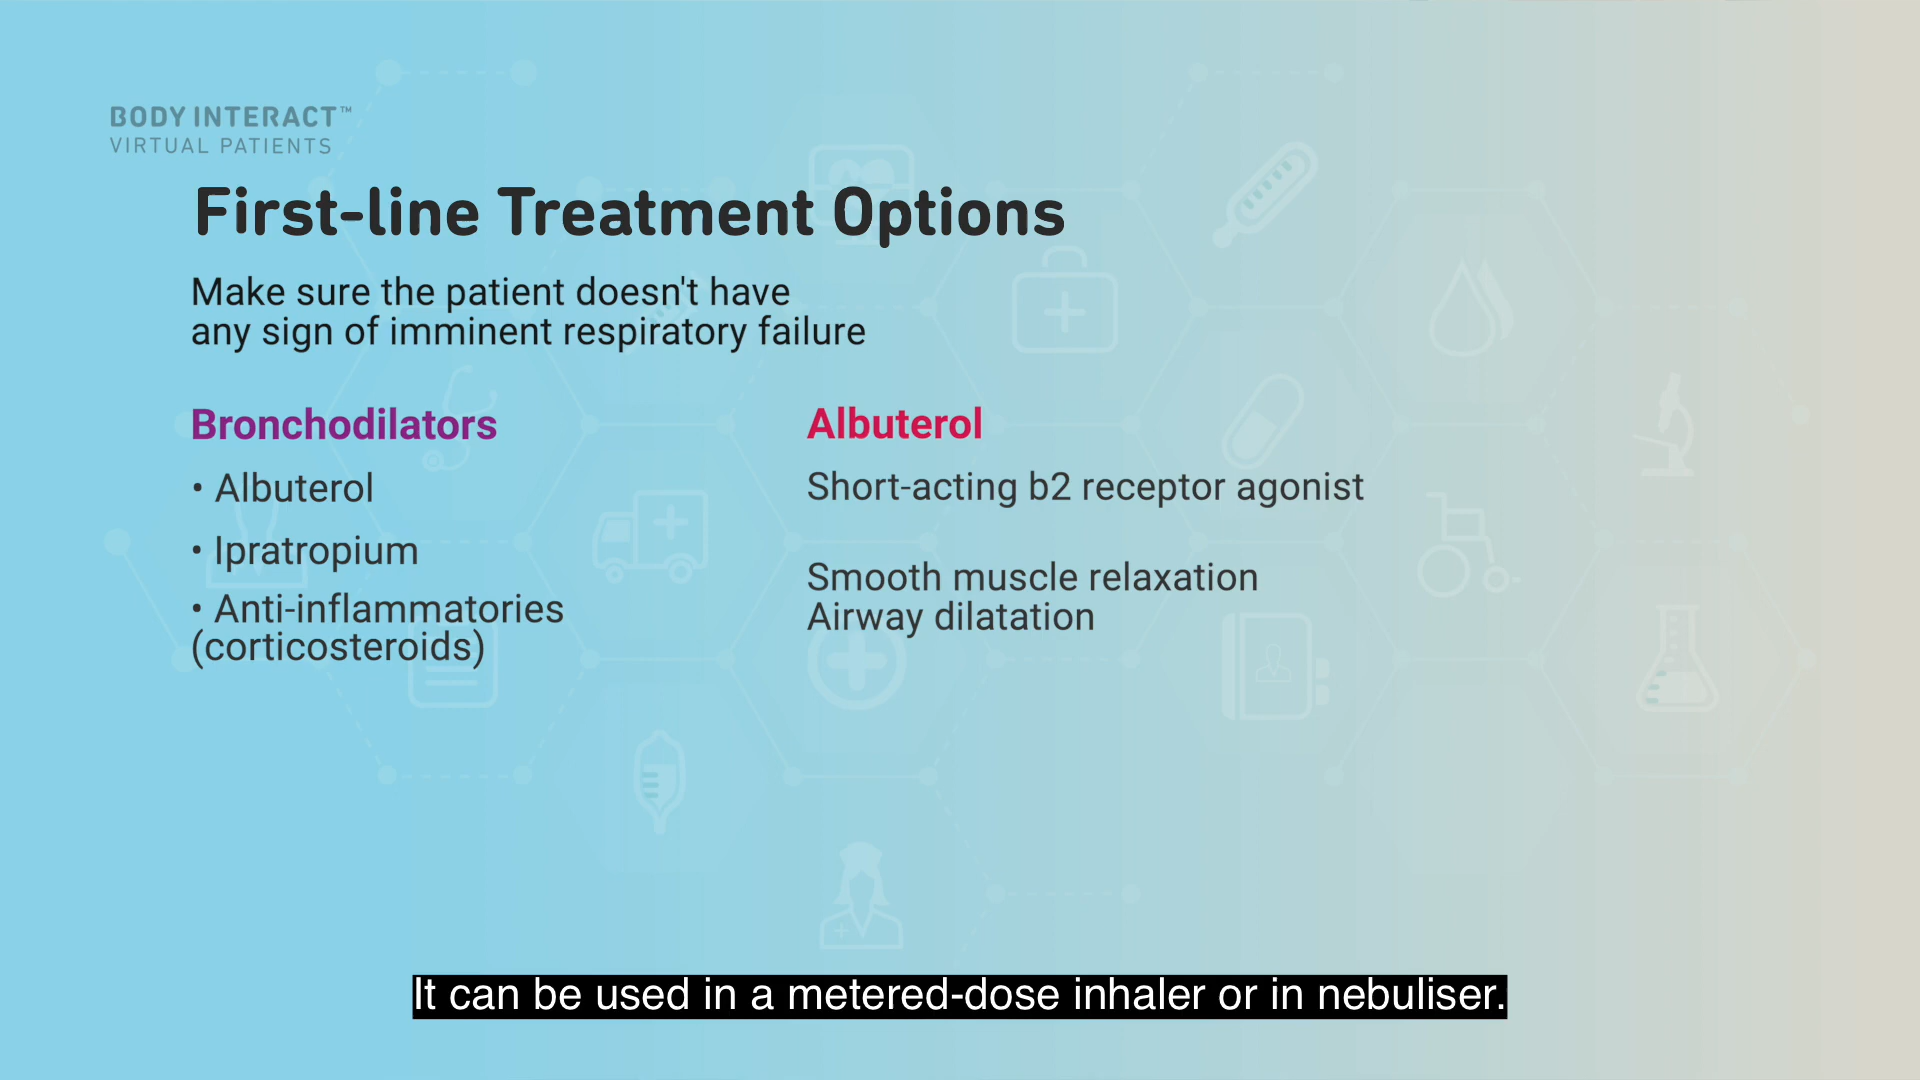 BODY INTERACT™
VIRTUAL PATIENTS
First-line Treatment Options
Make sure the patient doesn't have
any sign of imminent respiratory failure
Bronchodilators
• Albuterol
• Ipratropium
• Anti-inflammatories
(corticosteroids)
Albuterol
Short-acting b2 receptor agonist
Smooth muscle relaxation
Airway dilatation
It can be used in a metered-dose inhaler or in nebuliser.